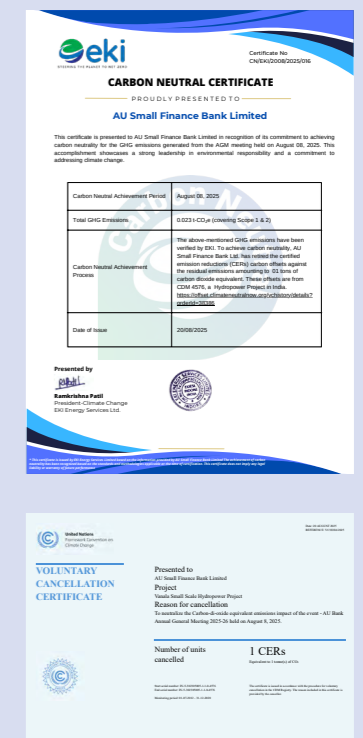 eki
Certificate No
CN/EKI/2008/2025/016
CARBON NEUTRAL CERTIFICATE
PROUDLY PRESENTED TO
AU Small Finance Bank Limited
This certificate is presented to AU Small Finance Bank Limited in recognition of its commitment to achieving
carbon neutrality for the GHG emissions generated from the AGM meeting held on August 08, 2025. This
accomplishment showcases a strong leadership in environmental responsibility and a commitment to
addressing climate change.
Carbon Neutral Achievement Period August 08, 2025
Total GHG Emissions 0.023 t-CO₂e (covering Scope 1 & 2)
Carbon Neutral Achievement
Process
The above-mentioned GHG emissions have been
verified by EKI. To achieve carbon neutrality, AU
Small Finance Bank Ltd. has retired the certified
emission reductions (CERs) carbon offsets against
the residual emissions amounting to 01 tons of
carbon dioxide equivalent. These offsets are from
CDM 4576, a Hydropower Project in India.
https://offset.climateneutralnow.org/vchistory/details?
orderid=38386
Date of Issue 20/08/2025
Presented by
Ramkrishna Patil
President-Climate Change
EKI Energy Services Ltd.
United Nations
Framework Convention on
Climate Change
VOLUNTARY
CANCELLATION
CERTIFICATE
Presented to
AU Small Finance Bank Limited
Project
Vanala Small Scale Hydropower Project
Reason for cancellation
To neutralize the Carbon-di-oxide equivalent emissions impact of the event - AU Bank
Annual General Meeting 2025-26 held on August 8, 2025.
Number of units
cancelled
1 CERs
Equivalent to 1 tonne(s) of CO₂